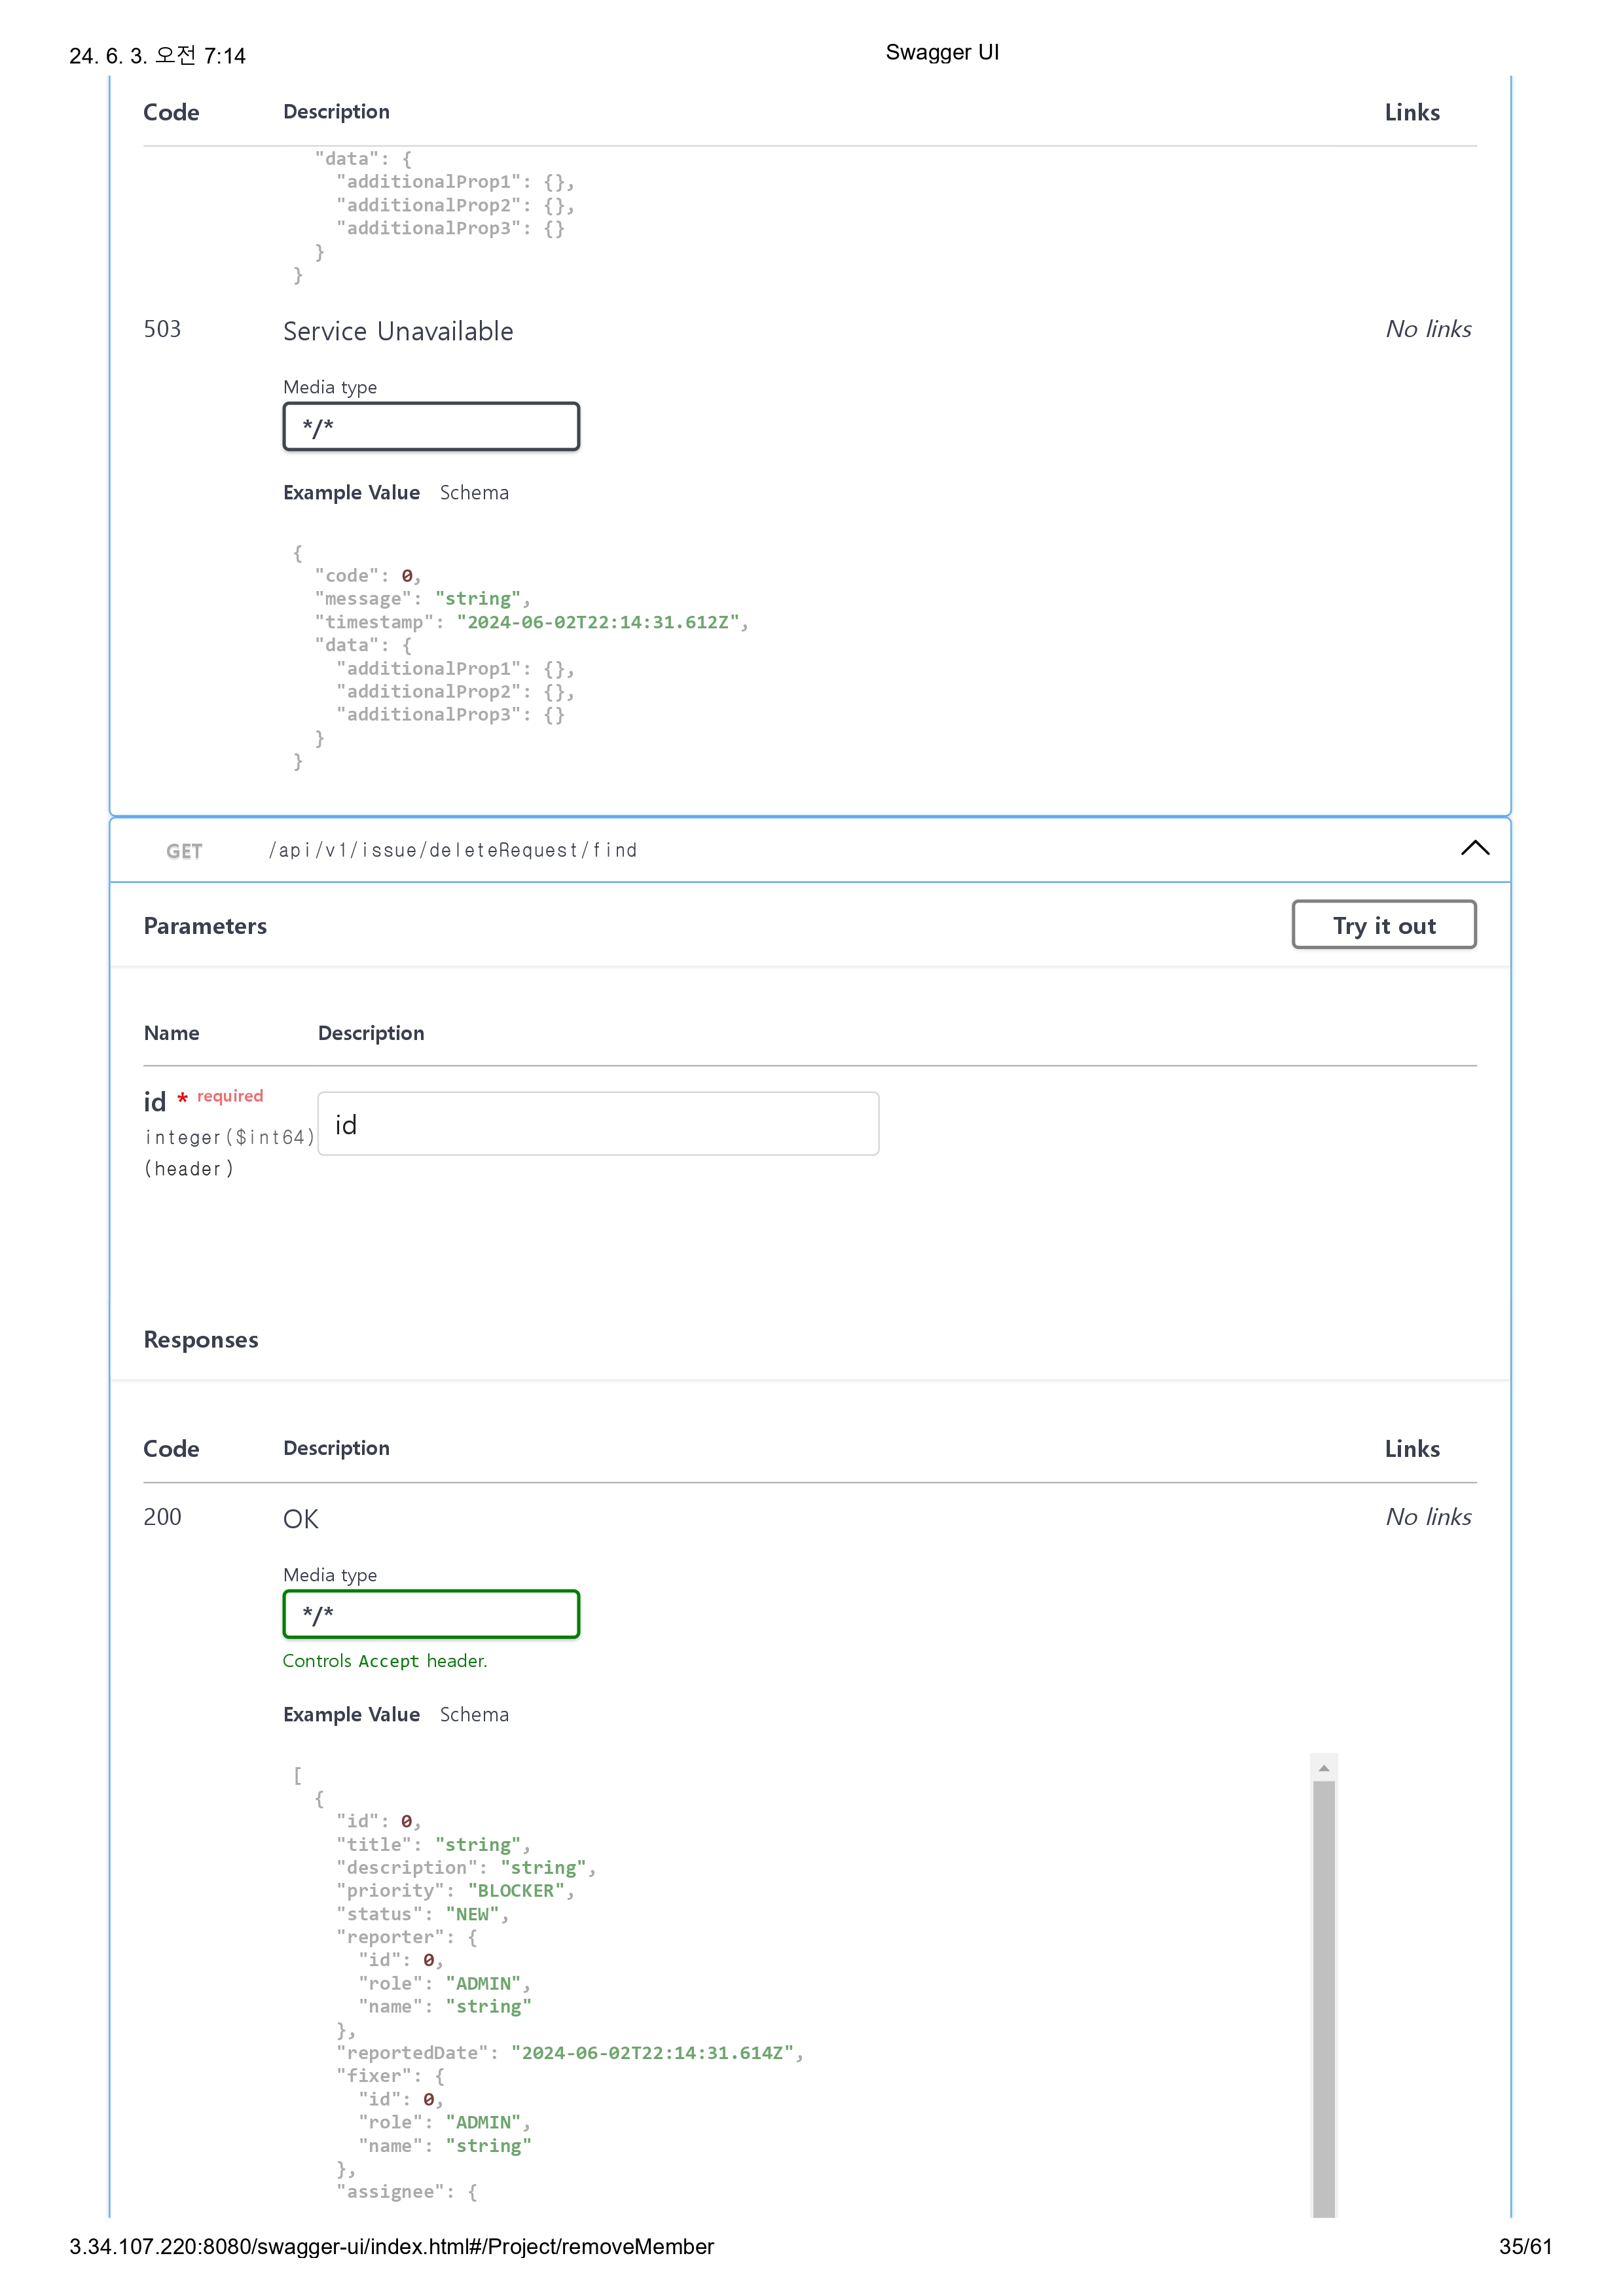 24. 6. 3. 오전 7:14 Swagger UI
Code Description Links
"data": {
"additionalProp1": {},
"additionalProp2": {},
"additionalProp3": {}
}
}
503 Service Unavailable No links
Media type
*/*
Example Value Schema
{
"code": 0,
"message": "string",
"timestamp": "2024-06-02T22:14:31.612Z",
"data": {
"additionalProp1": {},
"additionalProp2": {},
"additionalProp3": {}
}
}
GET /api/v1/issue/deleteRequest/find
Parameters Try it out
Name Description
id * required
id
integer($int64)
(header)
Responses
Code Description Links
200 OK No links
Media type
*/*
Controls Accept header.
Example Value Schema
[
{
"id": 0,
"title": "string",
"description": "string",
"priority": "BLOCKER",
"status": "NEW",
"reporter": {
"id": 0,
"role": "ADMIN",
"name": "string"
},
"reportedDate": "2024-06-02T22:14:31.614Z",
"fixer": {
"id": 0,
"role": "ADMIN",
"name": "string"
},
"assignee": {
3.34.107.220:8080/swagger-ui/index.html#/Project/removeMember 35/61